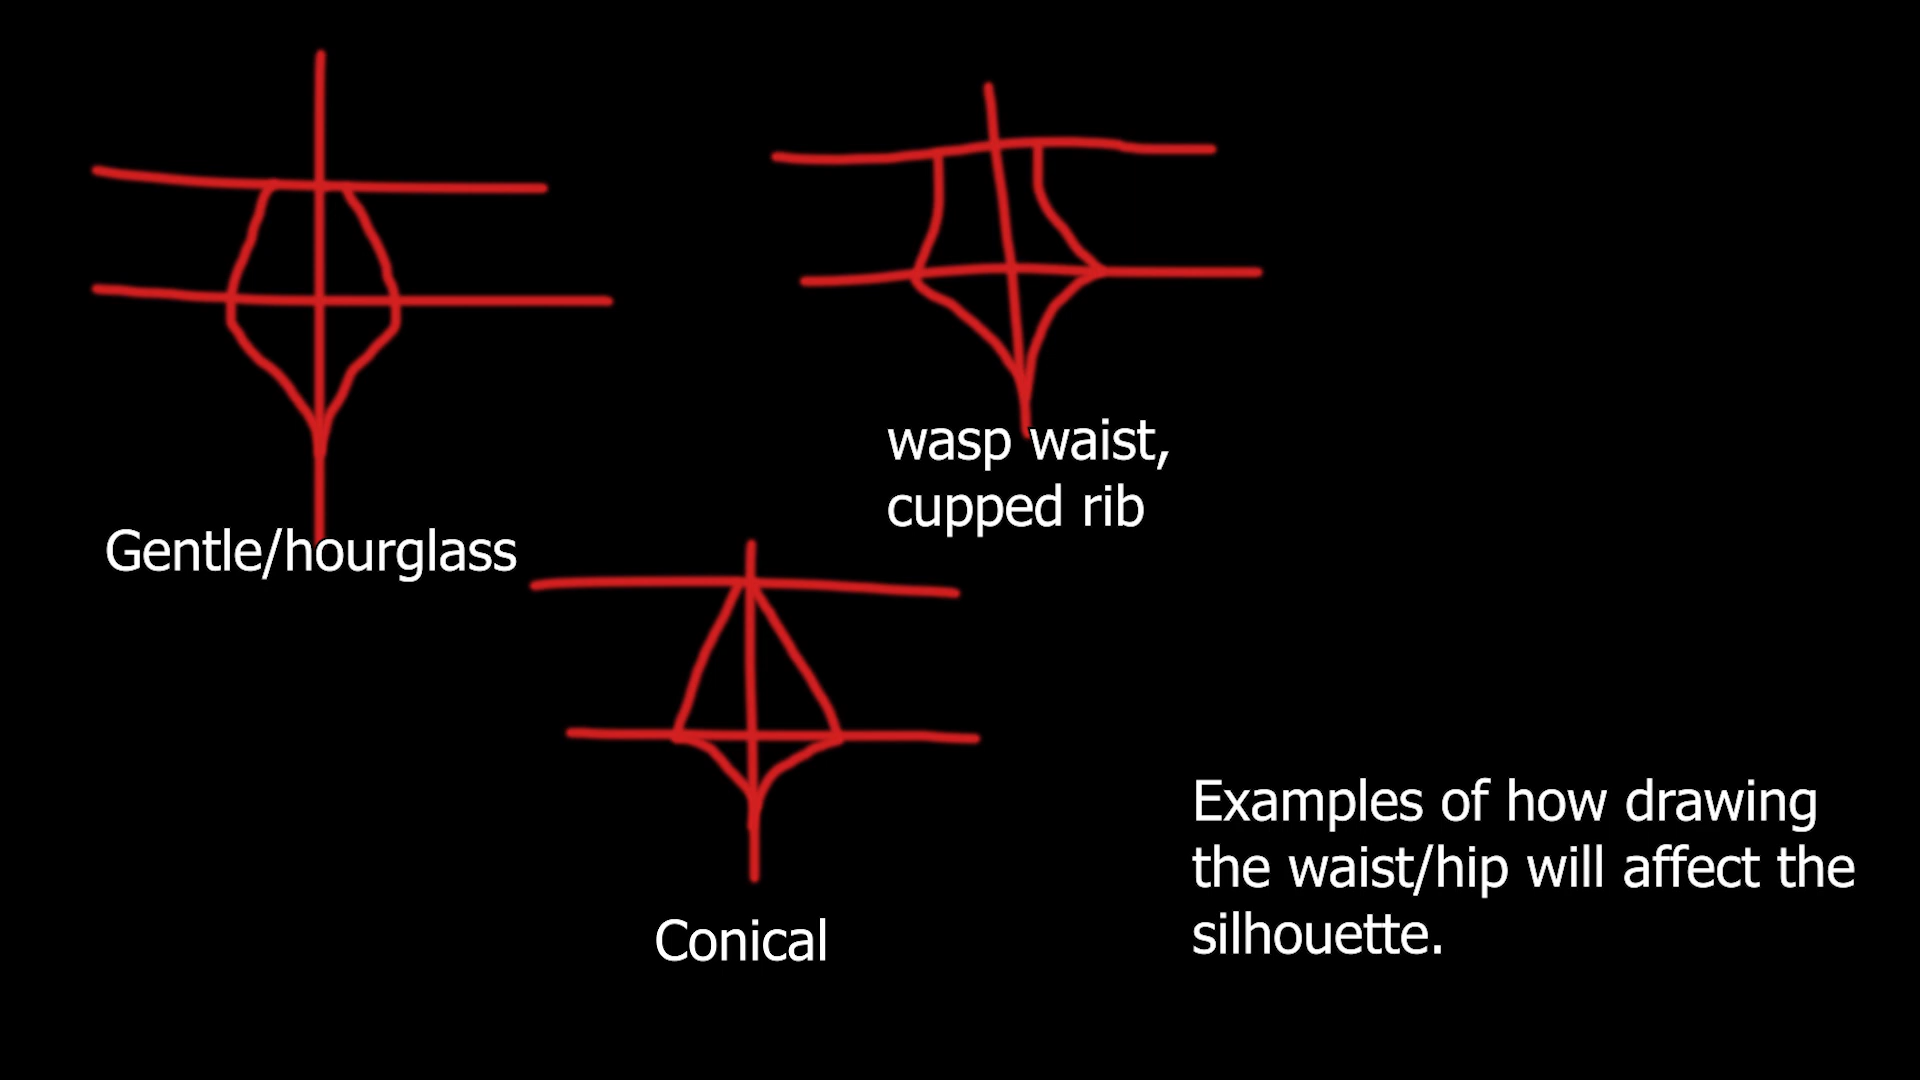 Gentle/hourglass
wasp waist,
cupped rib
Conical
Examples of how drawing
the waist/hip will affect the
silhouette.